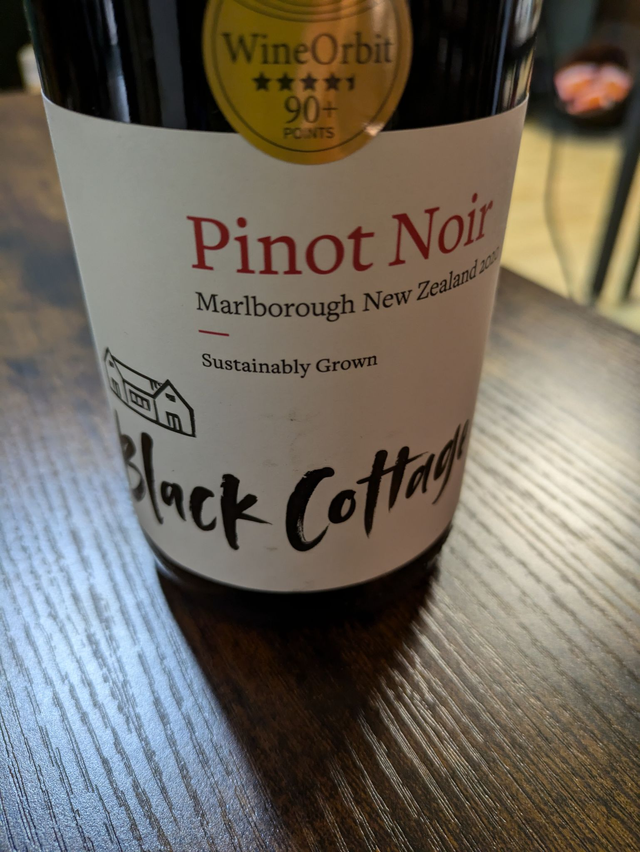 WineOrbit
90+
POINTS
Pinot Noir
Marlborough New Zealand
Sustainably Grown
Black Cottage